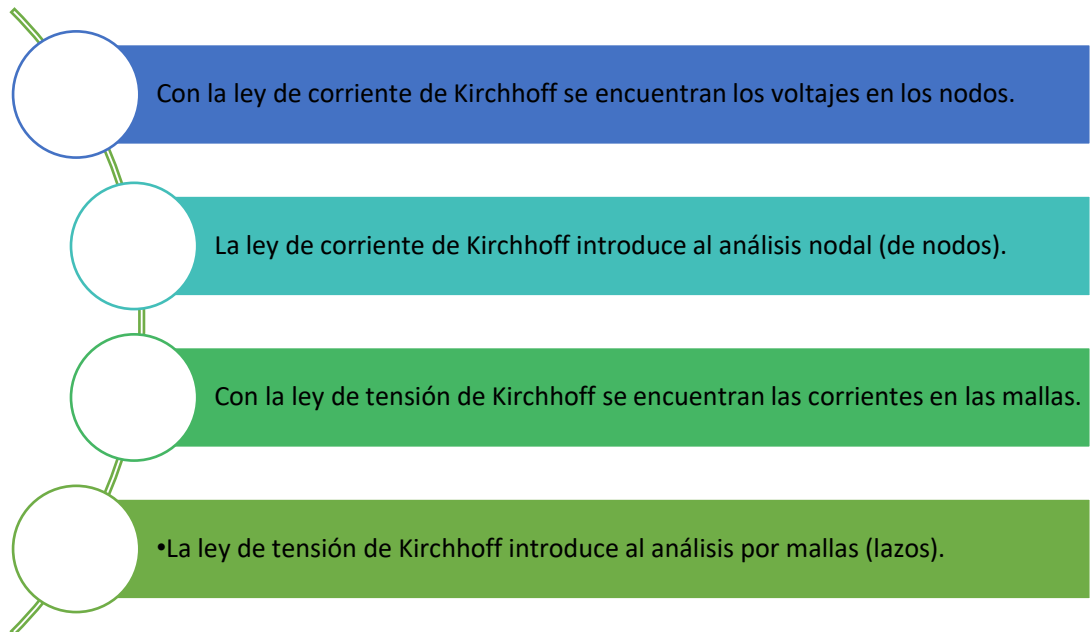 Con la ley de corriente de Kirchhoff se encuentran los voltajes en los nodos.
La ley de corriente de Kirchhoff introduce al análisis nodal (de nodos).
Con la ley de tensión de Kirchhoff se encuentran las corrientes en las mallas.
•La ley de tensión de Kirchhoff introduce al análisis por mallas (lazos).